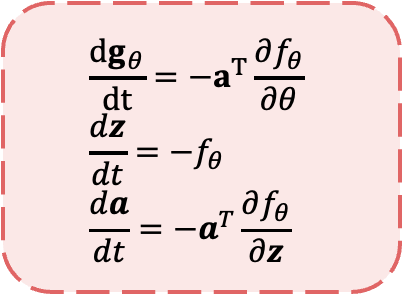 d𝐠_θ/dt = −𝐚^T ∂f_θ/∂θ
d𝒛/dt = −f_θ
d𝒂/dt = −𝒂^T ∂f_θ/∂𝒛